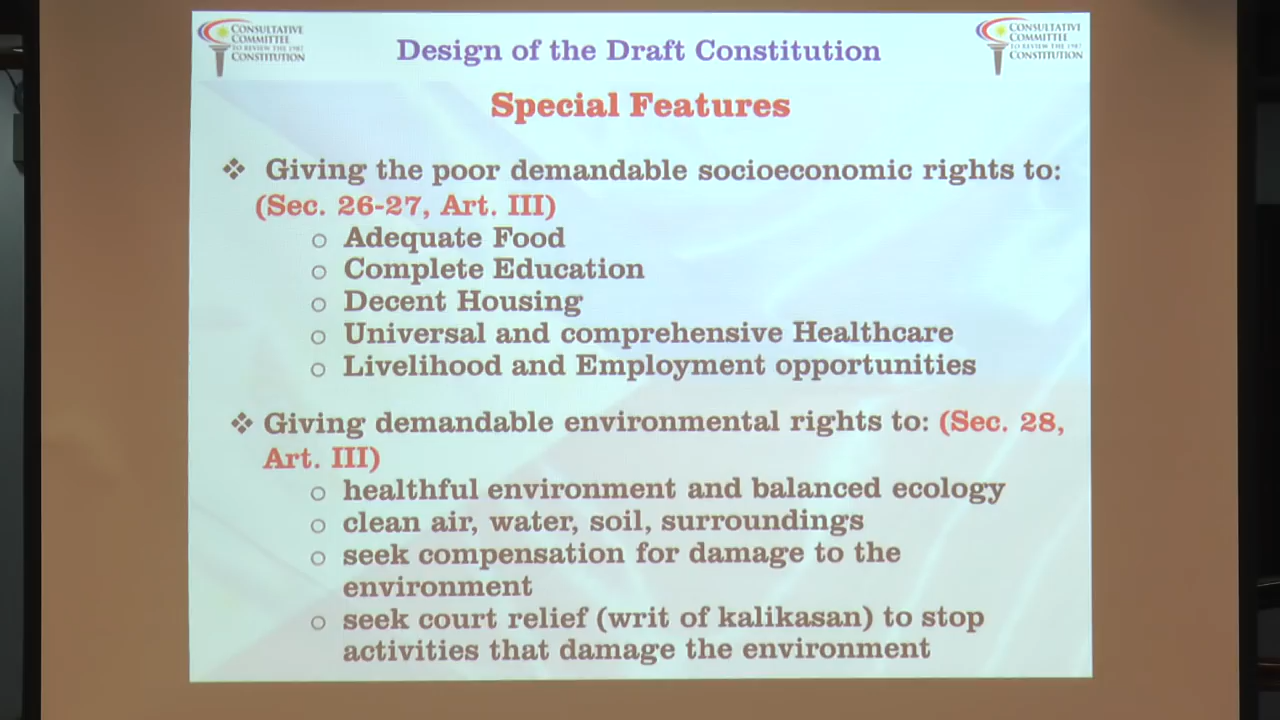 CONSULTATIVE
COMMITTEE
TO REVIEW THE 1987
CONSTITUTION
Design of the Draft Constitution
CONSULTATIVE
COMMITTEE
TO REVIEW THE 1987
CONSTITUTION
Special Features
❖ Giving the poor demandable socioeconomic rights to:
(Sec. 26-27, Art. III)
○ Adequate Food
○ Complete Education
○ Decent Housing
○ Universal and comprehensive Healthcare
○ Livelihood and Employment opportunities
❖ Giving demandable environmental rights to: (Sec. 28,
Art. III)
○ healthful environment and balanced ecology
○ clean air, water, soil, surroundings
○ seek compensation for damage to the
environment
○ seek court relief (writ of kalikasan) to stop
activities that damage the environment